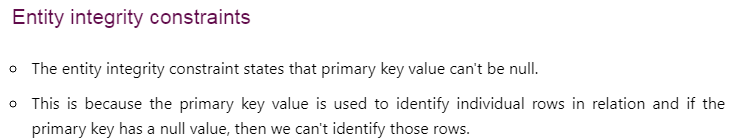 Entity integrity constraints
The entity integrity constraint states that primary key value can't be null.
This is because the primary key value is used to identify individual rows in relation and if the
primary key has a null value, then we can't identify those rows.